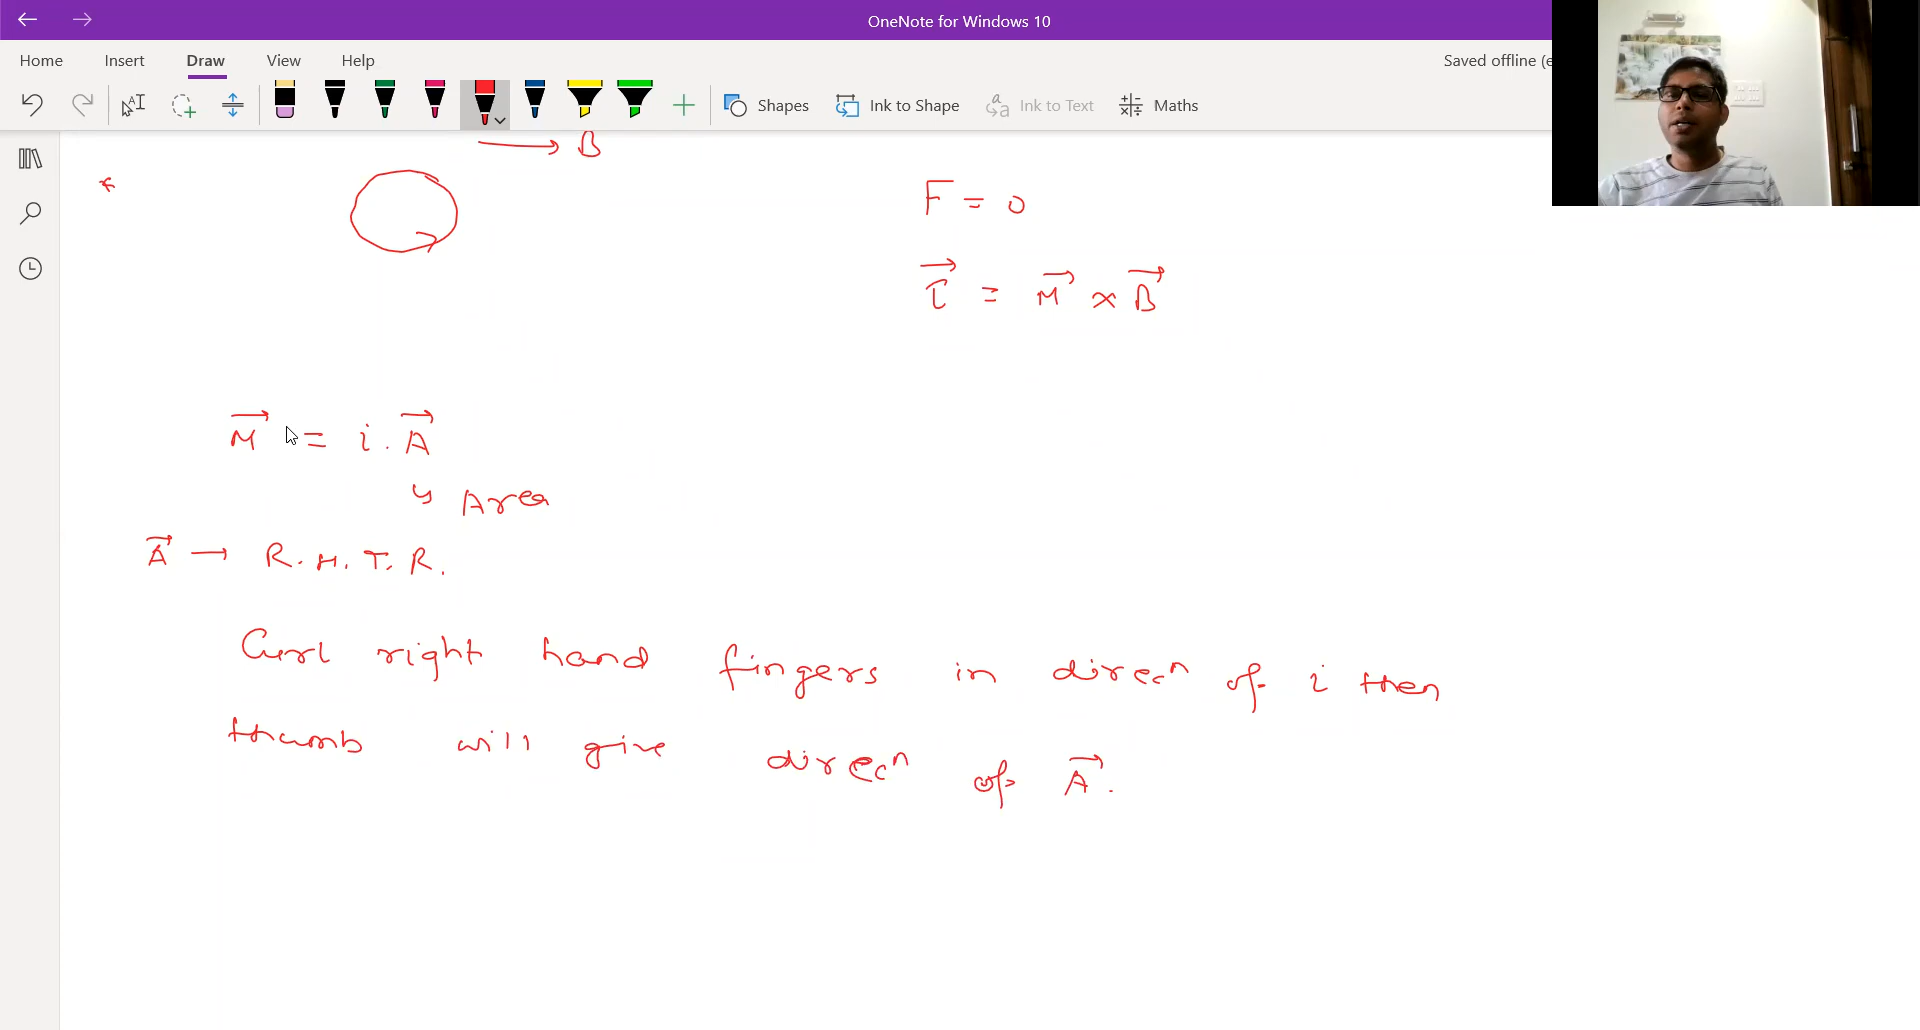 OneNote for Windows 10
Home Insert Draw View Help
Saved offline (e
Shapes Ink to Shape Ink to Text Maths
B
*
F = 0
τ⃗ = M⃗ × B⃗
M⃗ = i . A⃗
Area
A⃗ → R. H. T. R.
Curl right hand fingers in direcⁿ of i then
thumb will give direcⁿ of A⃗.